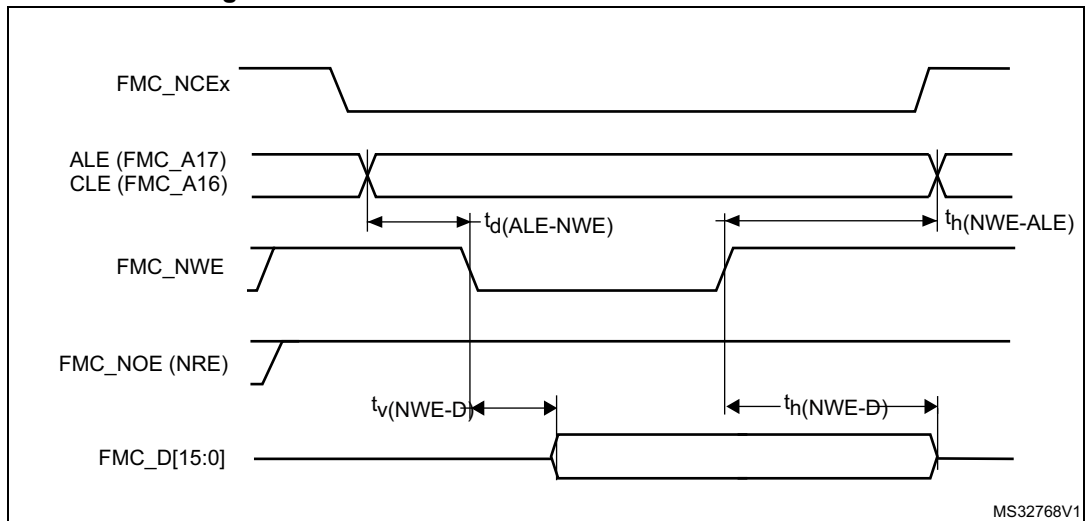 FMC_NCEx
ALE (FMC_A17)
CLE (FMC_A16)
td(ALE-NWE)
th(NWE-ALE)
FMC_NWE
FMC_NOE (NRE)
tv(NWE-D)
th(NWE-D)
FMC_D[15:0]
MS32768V1